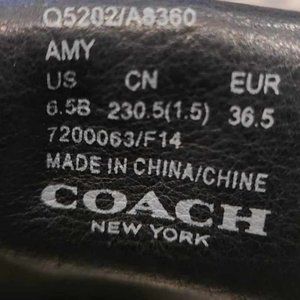 Q5202/A8360
AMY
US CN EUR
6.5B 230.5(1.5) 36.5
7200063/F14
MADE IN CHINA/CHINE
COACH
NEW YORK